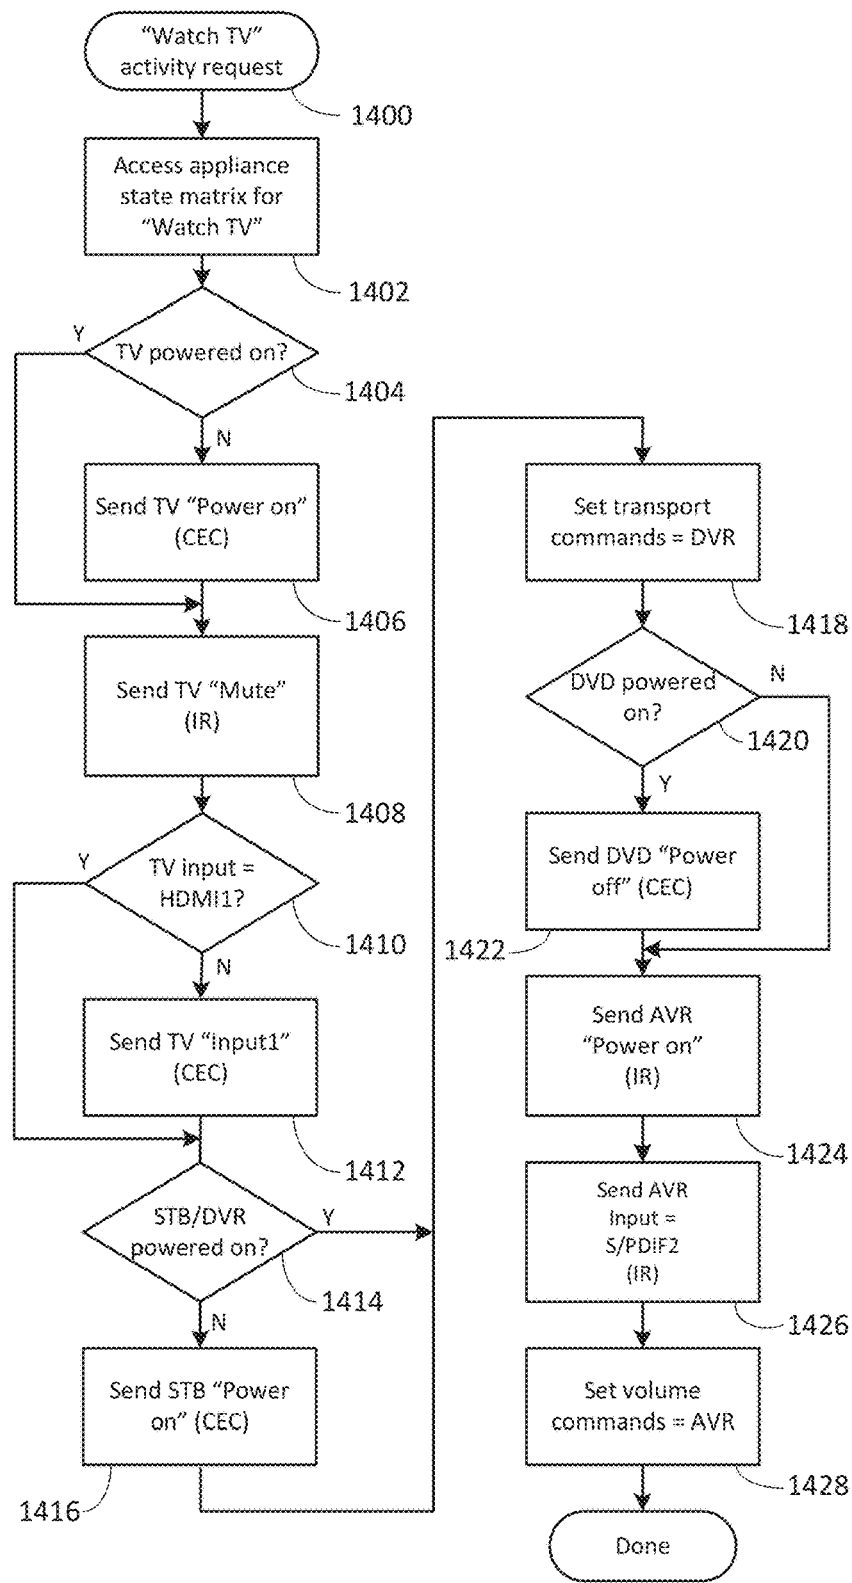 “Watch TV”
activity request
1400
Access appliance
state matrix for
“Watch TV”
1402
Y
TV powered on?
1404
N
Send TV “Power on”
(CEC)
1406
Send TV “Mute”
(IR)
1408
Y
TV input =
HDMI1?
1410
N
Send TV “Input1”
(CEC)
1412
STB/DVR
powered on?
Y
1414
N
Send STB “Power
on” (CEC)
1416
Set transport
commands = DVR
1418
DVD powered
on?
N
1420
Y
Send DVD “Power
off” (CEC)
1422
Send AVR
“Power on”
(IR)
1424
Send AVR
Input =
S/PDIF2
(IR)
1426
Set volume
commands = AVR
1428
Done